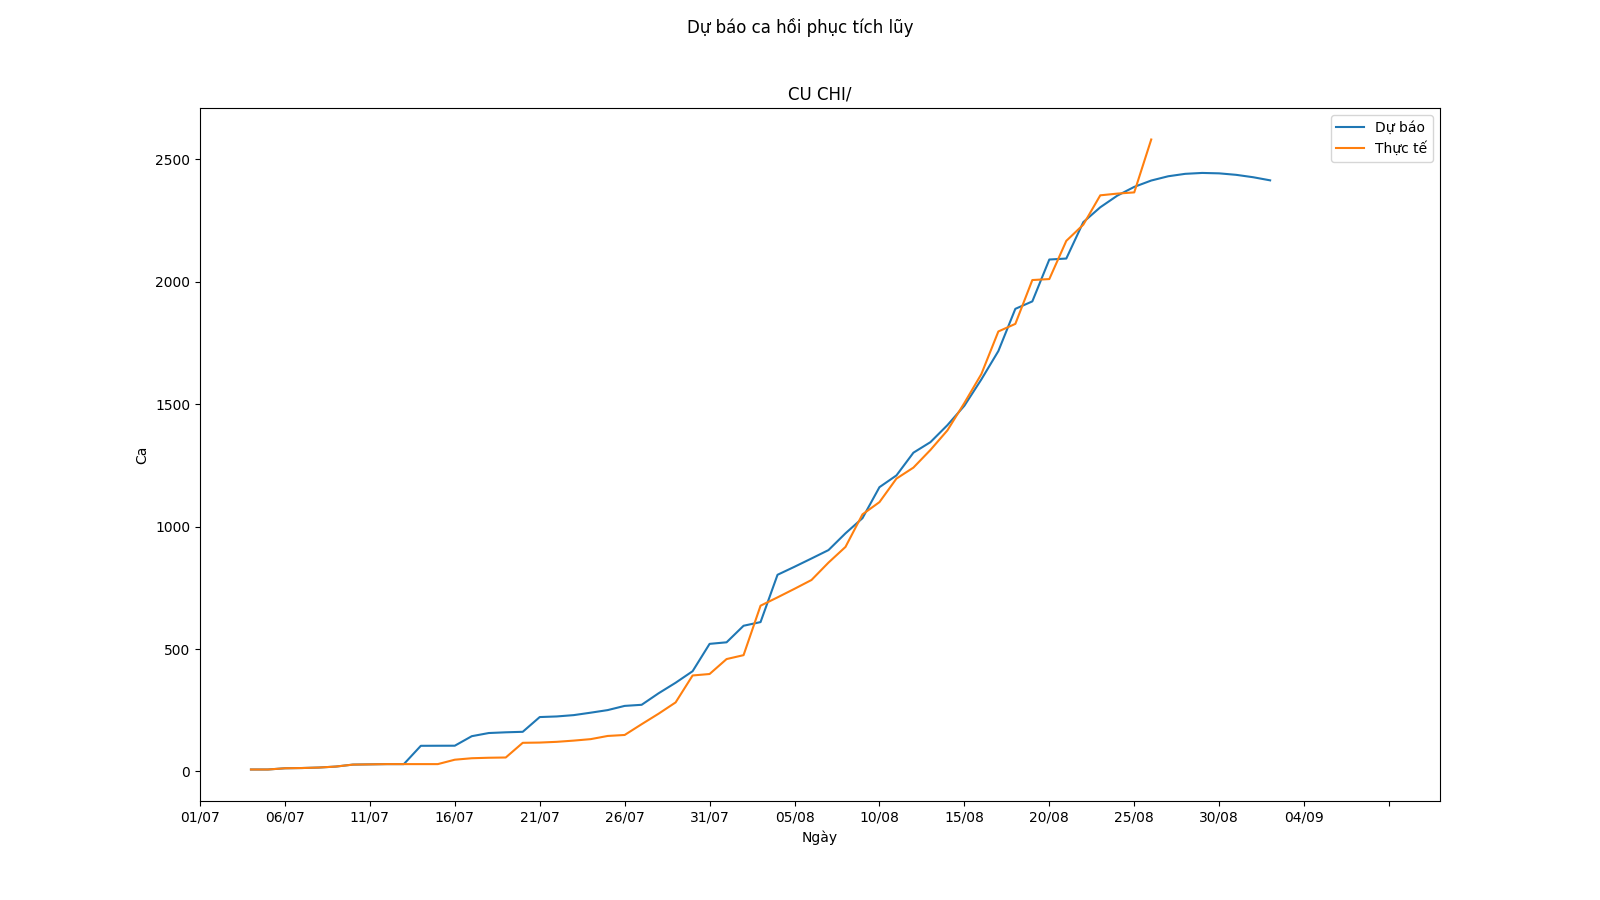 Dự báo ca hồi phục tích lũy
CU CHI/
Dự báo
Thực tế
2500
2000
1500
1000
500
0
Ca
01/07 06/07 11/07 16/07 21/07 26/07 31/07 05/08 10/08 15/08 20/08 25/08 30/08 04/09
Ngày